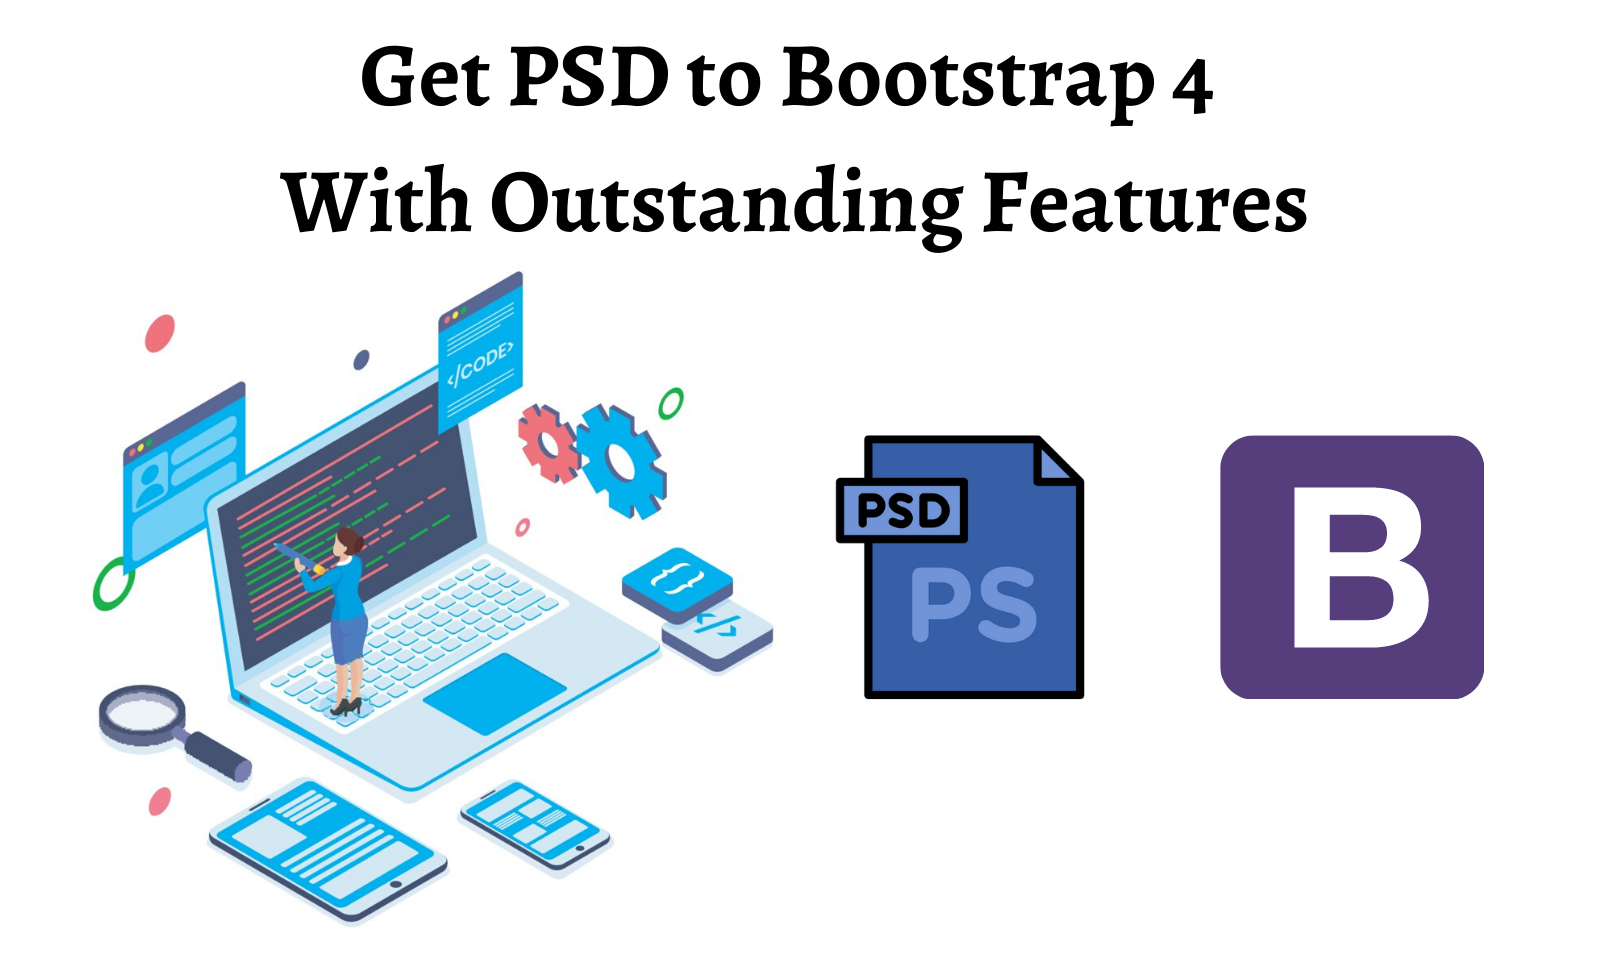 Get PSD to Bootstrap 4
With Outstanding Features
</CODE>
{}
</>
PSD
PS
B